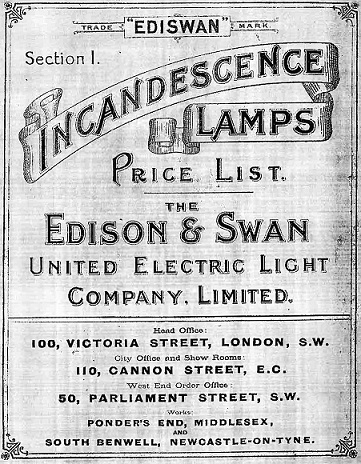 TRADE "EDISWAN" MARK.
Section I.
INCANDESCENCE
LAMPS
PRICE LIST.
THE
EDISON & SWAN
UNITED ELECTRIC LIGHT
COMPANY, LIMITED.
Head Office:
100, VICTORIA STREET, LONDON, S.W.
City Office and Show Rooms:
110, CANNON STREET, E.C.
West End Order Office:
50, PARLIAMENT STREET, S.W.
Works:
PONDER'S END, MIDDLESEX,
AND
SOUTH BENWELL, NEWCASTLE-ON-TYNE.